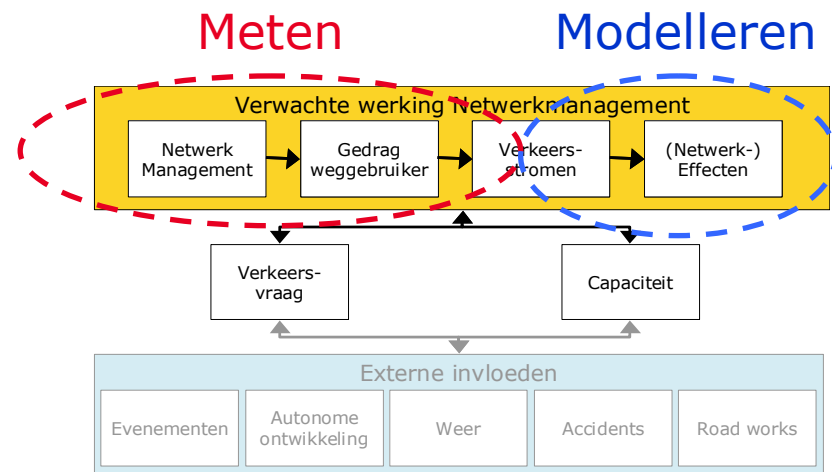 Meten Modelleren
Verwachte werking Netwerkmanagement
Netwerk
Management
Gedrag
weggebruiker
Verkeers-
stromen
(Netwerk-)
Effecten
Verkeers-
vraag
Capaciteit
Externe invloeden
Evenementen
Autonome
ontwikkeling
Weer
Accidents
Road works